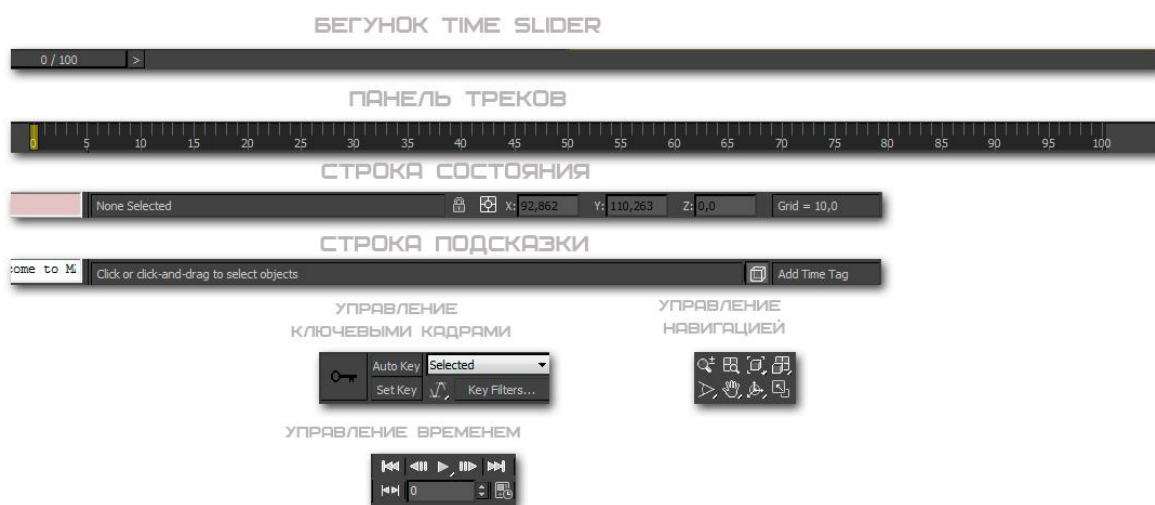 БЕГУНОК TIME SLIDER
0 / 100 >
ПАНЕЛЬ ТРЕКОВ
0 5 10 15 20 25 30 35 40 45 50 55 60 65 70 75 80 85 90 95 100
СТРОКА СОСТОЯНИЯ
None Selected X: 92,862 Y: 110,263 Z: 0,0 Grid = 10,0
СТРОКА ПОДСКАЗКИ
come to Mi Click or click-and-drag to select objects Add Time Tag
УПРАВЛЕНИЕ
КЛЮЧЕВЫМИ КАДРАМИ
УПРАВЛЕНИЕ
НАВИГАЦИЕЙ
Auto Key Selected
Set Key Key Filters...
УПРАВЛЕНИЕ ВРЕМЕНЕМ
0